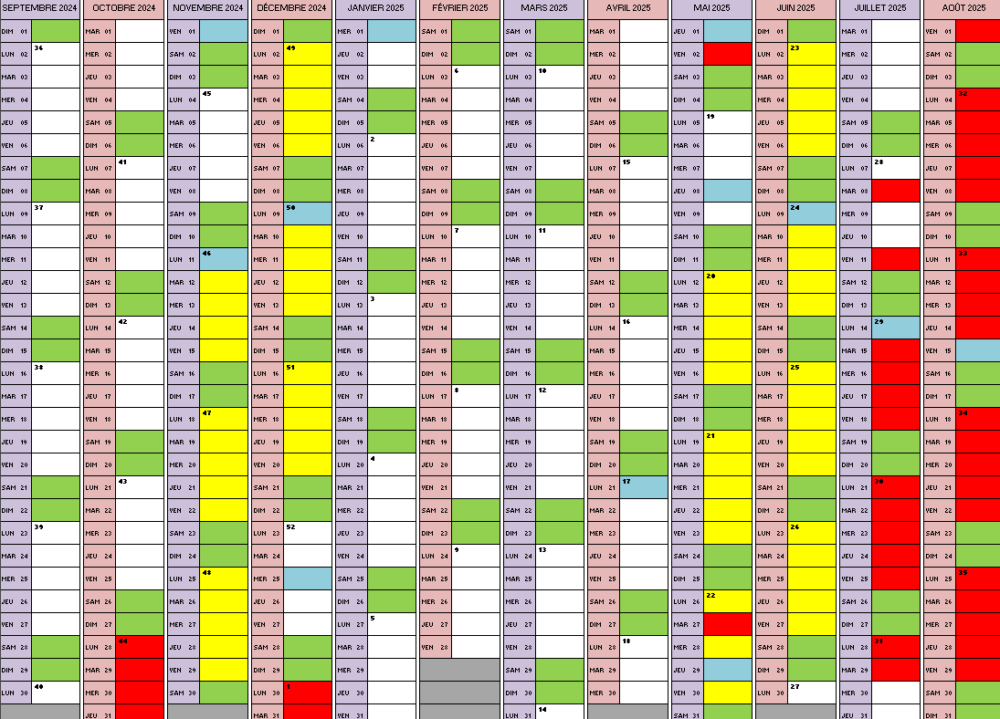 SEPTEMBRE 2024 OCTOBRE 2024 NOVEMBRE 2024 DÉCEMBRE 2024 JANVIER 2025 FÉVRIER 2025 MARS 2025 AVRIL 2025 MAI 2025 JUIN 2025 JUILLET 2025 AOÛT 2025
DIM 01 MAR 01 VEN 01 DIM 01 MER 01 SAM 01 SAM 01 MAR 01 JEU 01 DIM 01 MAR 01 VEN 01
LUN 02 36 MER 02 SAM 02 LUN 02 49 JEU 02 DIM 02 DIM 02 MER 02 VEN 02 LUN 02 23 MER 02 SAM 02
MAR 03 JEU 03 DIM 03 MAR 03 VEN 03 LUN 03 6 LUN 03 10 JEU 03 SAM 03 MAR 03 JEU 03 DIM 03
MER 04 VEN 04 LUN 04 45 MER 04 SAM 04 MAR 04 MAR 04 VEN 04 DIM 04 MER 04 VEN 04 LUN 04 32
JEU 05 SAM 05 MAR 05 JEU 05 DIM 05 MER 05 MER 05 SAM 05 LUN 05 19 JEU 05 SAM 05 MAR 05
VEN 06 DIM 06 MER 06 VEN 06 LUN 06 2 JEU 06 JEU 06 DIM 06 MAR 06 VEN 06 DIM 06 MER 06
SAM 07 LUN 07 41 JEU 07 SAM 07 MAR 07 VEN 07 VEN 07 LUN 07 15 MER 07 SAM 07 LUN 07 28 JEU 07
DIM 08 MAR 08 VEN 08 DIM 08 MER 08 SAM 08 SAM 08 MAR 08 JEU 08 DIM 08 MAR 08 VEN 08
LUN 09 37 MER 09 SAM 09 LUN 09 50 JEU 09 DIM 09 DIM 09 MER 09 VEN 09 LUN 09 24 MER 09 SAM 09
MAR 10 JEU 10 DIM 10 MAR 10 VEN 10 LUN 10 7 LUN 10 11 JEU 10 SAM 10 MAR 10 JEU 10 DIM 10
MER 11 VEN 11 LUN 11 46 MER 11 SAM 11 MAR 11 MAR 11 VEN 11 DIM 11 MER 11 VEN 11 LUN 11 33
JEU 12 SAM 12 MAR 12 JEU 12 DIM 12 MER 12 MER 12 SAM 12 LUN 12 20 JEU 12 SAM 12 MAR 12
VEN 13 DIM 13 MER 13 VEN 13 LUN 13 3 JEU 13 JEU 13 DIM 13 MAR 13 VEN 13 DIM 13 MER 13
SAM 14 LUN 14 42 JEU 14 SAM 14 MAR 14 VEN 14 VEN 14 LUN 14 16 MER 14 SAM 14 LUN 14 29 JEU 14
DIM 15 MAR 15 VEN 15 DIM 15 MER 15 SAM 15 SAM 15 MAR 15 JEU 15 DIM 15 MAR 15 VEN 15
LUN 16 38 MER 16 SAM 16 LUN 16 51 JEU 16 DIM 16 DIM 16 MER 16 VEN 16 LUN 16 25 MER 16 SAM 16
MAR 17 JEU 17 DIM 17 MAR 17 VEN 17 LUN 17 8 LUN 17 12 JEU 17 SAM 17 MAR 17 JEU 17 DIM 17
MER 18 VEN 18 LUN 18 47 MER 18 SAM 18 MAR 18 MAR 18 VEN 18 DIM 18 MER 18 VEN 18 LUN 18 34
JEU 19 SAM 19 MAR 19 JEU 19 DIM 19 MER 19 MER 19 SAM 19 LUN 19 21 JEU 19 SAM 19 MAR 19
VEN 20 DIM 20 MER 20 VEN 20 LUN 20 4 JEU 20 JEU 20 DIM 20 MAR 20 VEN 20 DIM 20 MER 20
SAM 21 LUN 21 43 JEU 21 SAM 21 MAR 21 VEN 21 VEN 21 LUN 21 17 MER 21 SAM 21 LUN 21 30 JEU 21
DIM 22 MAR 22 VEN 22 DIM 22 MER 22 SAM 22 SAM 22 MAR 22 JEU 22 DIM 22 MAR 22 VEN 22
LUN 23 39 MER 23 SAM 23 LUN 23 52 JEU 23 DIM 23 DIM 23 MER 23 VEN 23 LUN 23 26 MER 23 SAM 23
MAR 24 JEU 24 DIM 24 MAR 24 VEN 24 LUN 24 9 LUN 24 13 JEU 24 SAM 24 MAR 24 JEU 24 DIM 24
MER 25 VEN 25 LUN 25 48 MER 25 SAM 25 MAR 25 MAR 25 VEN 25 DIM 25 MER 25 VEN 25 LUN 25 35
JEU 26 SAM 26 MAR 26 JEU 26 DIM 26 MER 26 MER 26 SAM 26 LUN 26 22 JEU 26 SAM 26 MAR 26
VEN 27 DIM 27 MER 27 VEN 27 LUN 27 5 JEU 27 JEU 27 DIM 27 MAR 27 VEN 27 DIM 27 MER 27
SAM 28 LUN 28 44 JEU 28 SAM 28 MAR 28 VEN 28 VEN 28 LUN 28 18 MER 28 SAM 28 LUN 28 31 JEU 28
DIM 29 MAR 29 VEN 29 DIM 29 MER 29 SAM 29 MAR 29 JEU 29 DIM 29 MAR 29 VEN 29
LUN 30 40 MER 30 SAM 30 LUN 30 1 JEU 30 DIM 30 MER 30 VEN 30 LUN 30 27 MER 30 SAM 30
JEU 31 MAR 31 VEN 31 LUN 31 14 SAM 31 JEU 31 DIM 31